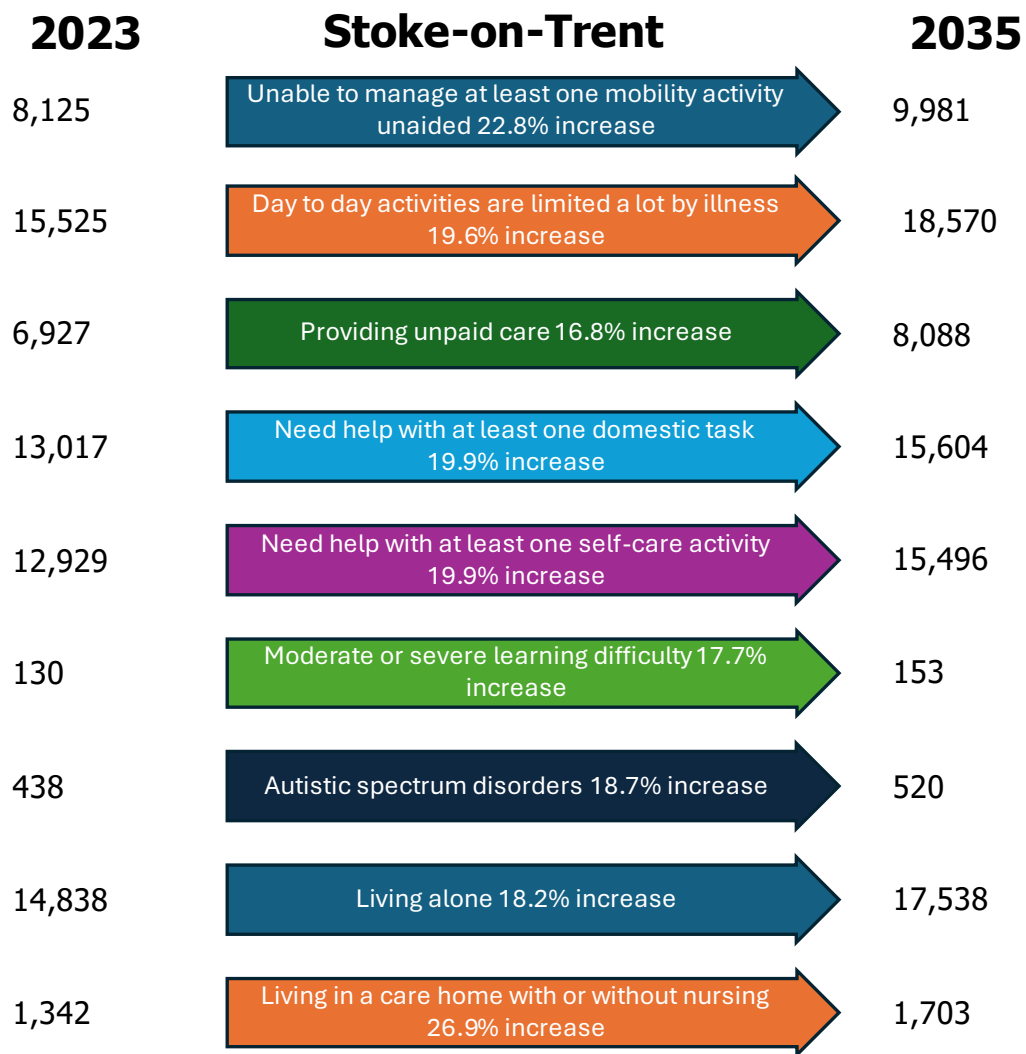 2023 Stoke-on-Trent 2035
8,125
Unable to manage at least one mobility activity
unaided 22.8% increase
9,981
15,525
Day to day activities are limited a lot by illness
19.6% increase
18,570
6,927
Providing unpaid care 16.8% increase
8,088
13,017
Need help with at least one domestic task
19.9% increase
15,604
12,929
Need help with at least one self-care activity
19.9% increase
15,496
130
Moderate or severe learning difficulty 17.7%
increase
153
438
Autistic spectrum disorders 18.7% increase
520
14,838
Living alone 18.2% increase
17,538
1,342
Living in a care home with or without nursing
26.9% increase
1,703